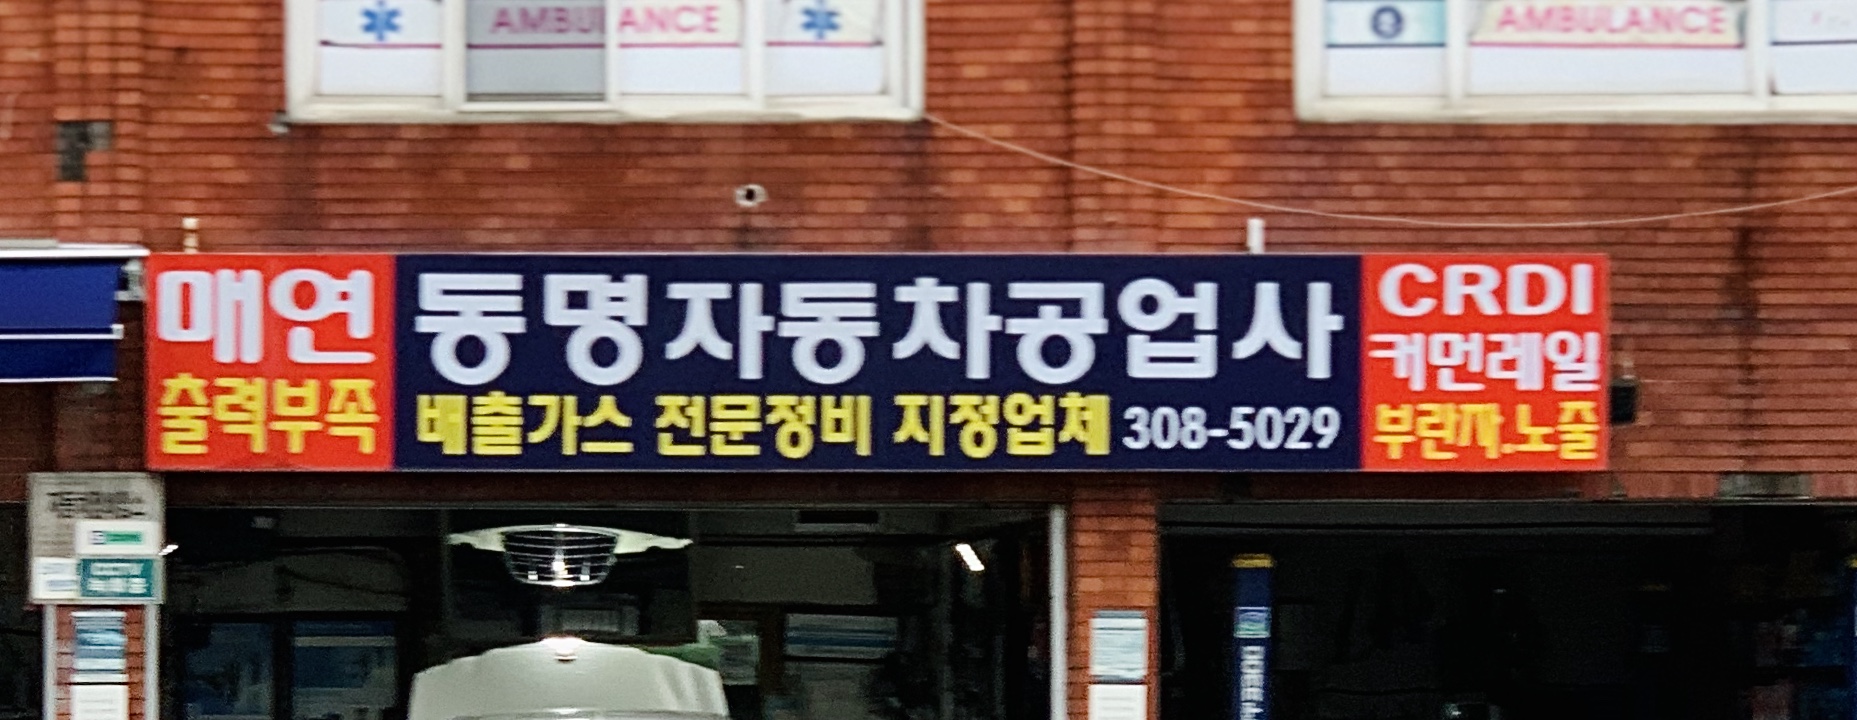 AMBULANCE
AMBULANCE
매연
출력부족
동명자동차공업사
배출가스 전문정비 지정업체 308-5029
CRDI
커먼레일
부란자.노즐